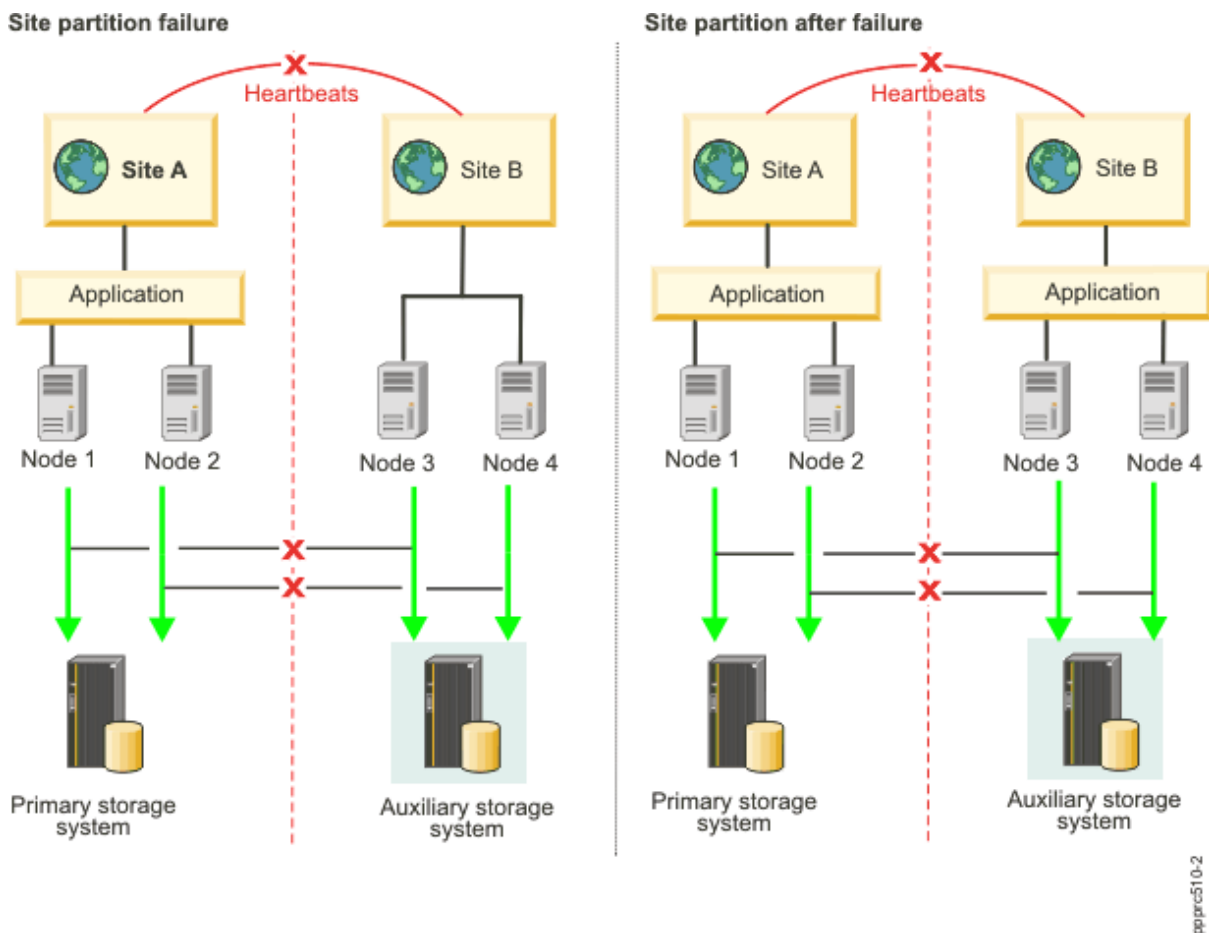 Site partition failure
Heartbeats
Site A
Site B
Application
Node 1
Node 2
Node 3
Node 4
Primary storage
system
Auxiliary storage
system
Site partition after failure
Heartbeats
Site A
Site B
Application
Application
Node 1
Node 2
Node 3
Node 4
Primary storage
system
Auxiliary storage
system